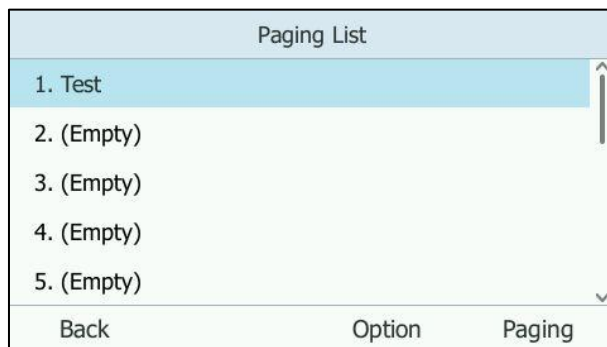 Paging List
1. Test
2. (Empty)
3. (Empty)
4. (Empty)
5. (Empty)
Back Option Paging